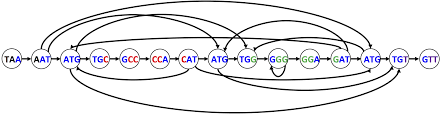 TAA AAT ATG TGC GCC CCA CAT ATG TGG GGG GGA GAT ATG TGT GTT